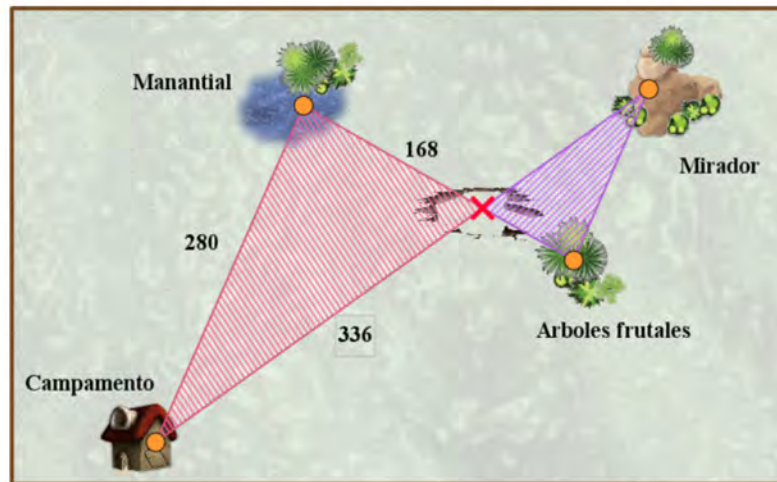 Manantial
168
Mirador
280
336
Arboles frutales
Campamento